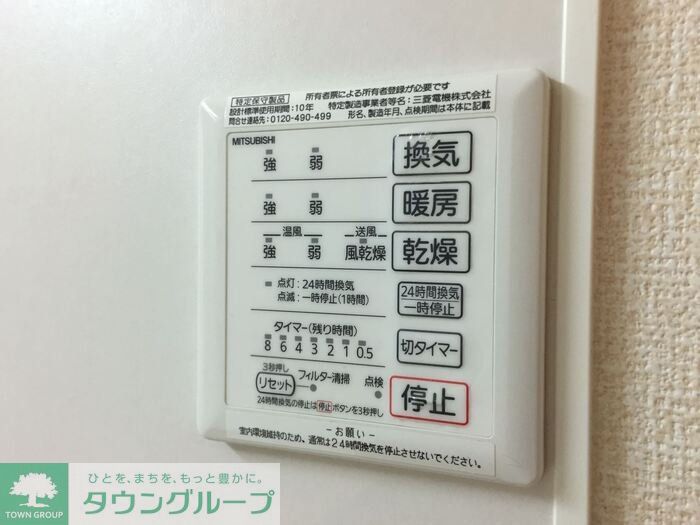 特定保守製品 所有者票による所有者登録が必要です
設計標準使用期間:10年 特定製造事業者等名:三菱電機株式会社
問合せ連絡先:0120-490-499 形名、製造年月、点検期間は本体に記載
MITSUBISHI
強 弱 換気
強 弱 暖房
温風 送風
強 弱 風乾燥 乾燥
点灯:24時間換気
点滅:一時停止(1時間)
24時間換気
一時停止
タイマー(残り時間)
8 6 4 3 2 1 0.5
切タイマー
3秒押し
リセット フィルター清掃 点検
24時間換気の停止は停止ボタンを3秒押し
停止
-お願い-
室内環境維持のため、通常は24時間換気を停止させないでください。
ひとを、まちを、もっと豊かに。
タウングループ
TOWN GROUP